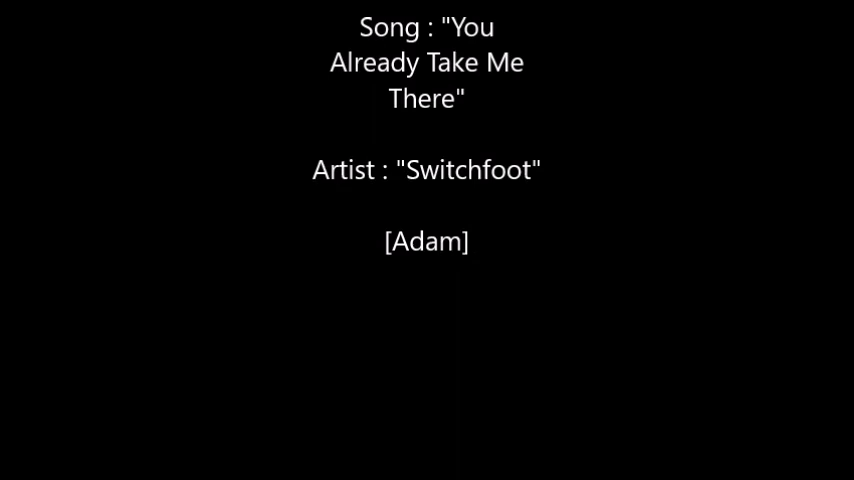 Song : "You
Already Take Me
There"
Artist : "Switchfoot"
[Adam]